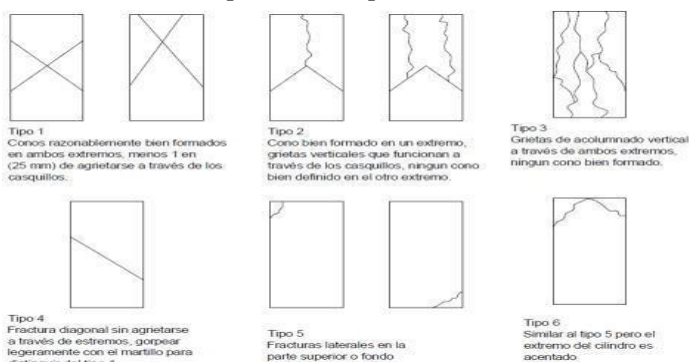 Tipo 1
Conos razonablemente bien formados
en ambos extremos, menos 1 en
(25 mm) de agrietarse a través de los
casquillos.
Tipo 2
Cono bien formado en un extremo,
grietas verticales que funcionan a
través de los casquillos, ningun cono
bien definido en el otro extremo.
Tipo 3
Grietas de acolumnado vertical
a través de ambos extremos,
ningun cono bien formado.
Tipo 4
Fractura diagonal sin agrietarse
a través de estremos, gorpear
legeramente con el martillo para
Tipo 5
Fracturas laterales en la
parte superior o fondo
Tipo 6
Similar al tipo 5 pero el
extremo del cilindro es
acentado